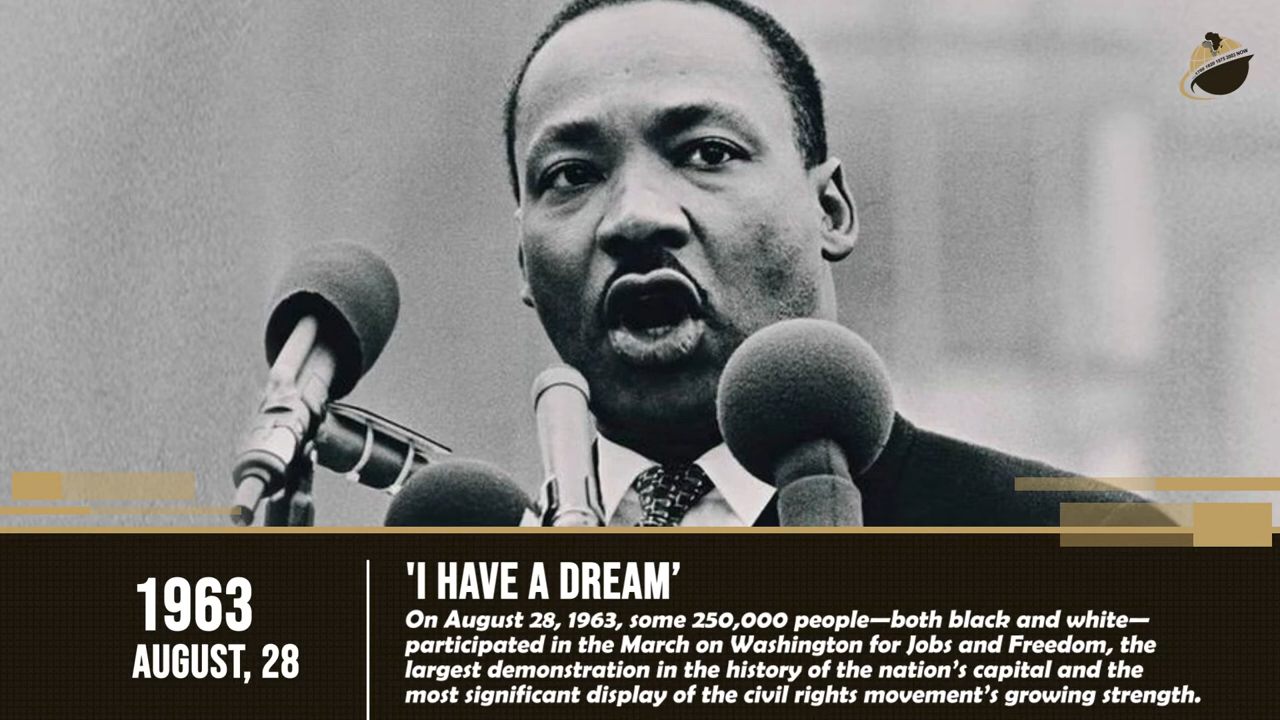 1963
AUGUST, 28
'I HAVE A DREAM’
On August 28, 1963, some 250,000 people—both black and white—
participated in the March on Washington for Jobs and Freedom, the
largest demonstration in the history of the nation’s capital and the
most significant display of the civil rights movement’s growing strength.